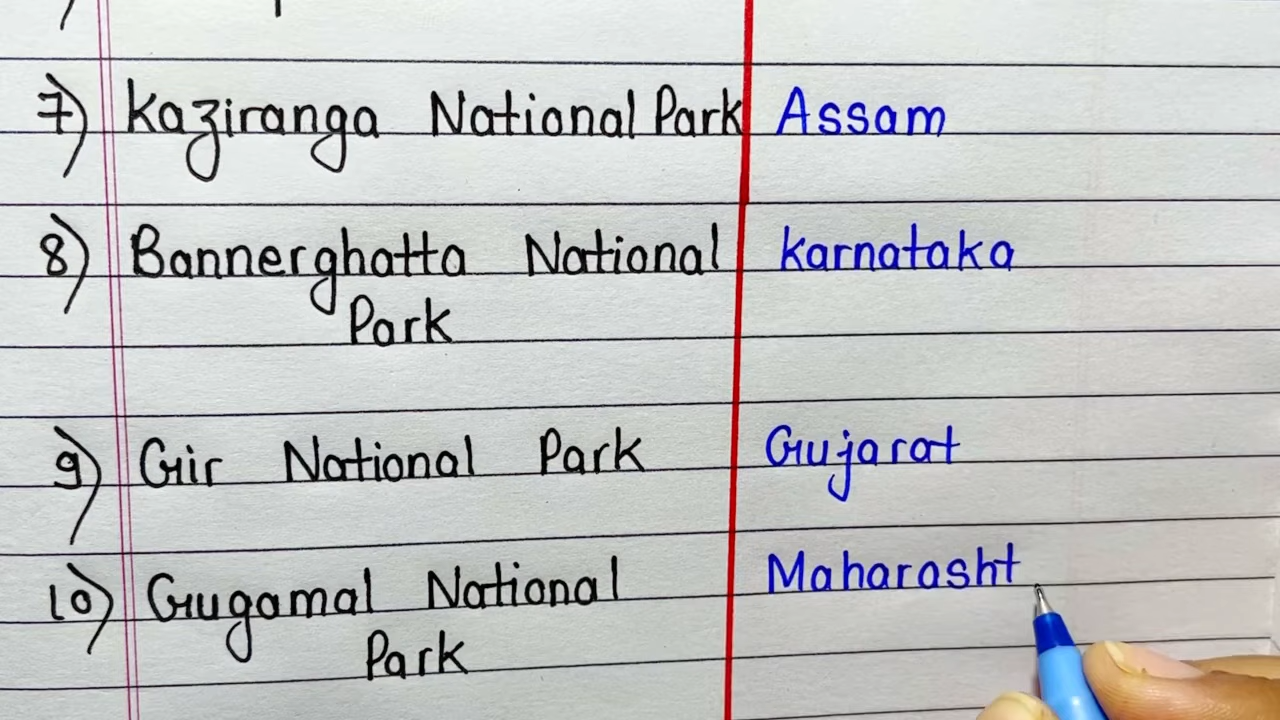 7) Kaziranga National Park Assam
8) Bannerghatta National Karnataka
Park
9) Gir National Park Gujarat
10) Gugamal National Maharasht
Park